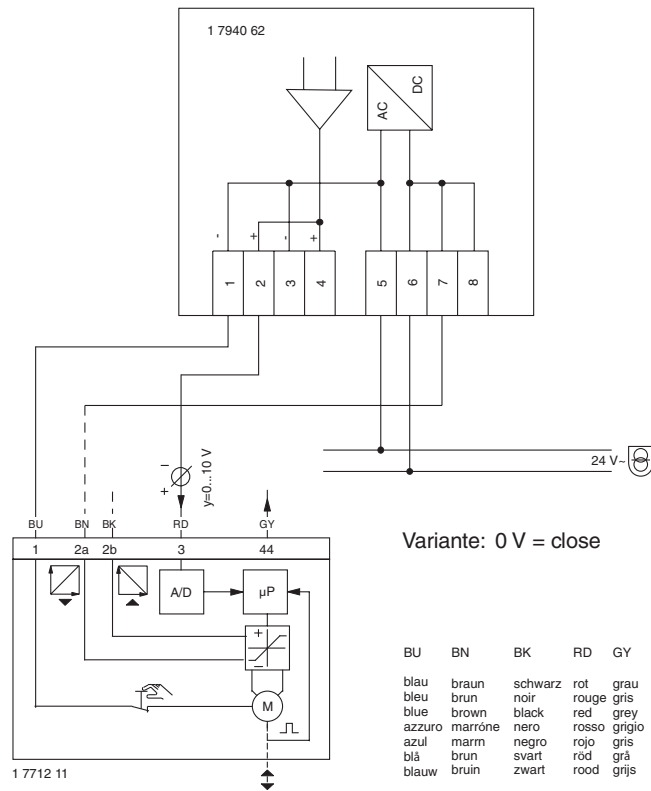 1 7940 62
AC
DC
- + - +
1 2 3 4 5 6 7 8
24 V~
y=0...10 V
− +
BU BN BK RD GY
1 2a 2b 3 44
A/D
µP
+
−
M
1 7712 11
Variante: 0 V = close
BU BN BK RD GY
blau braun schwarz rot grau
bleu brun noir rouge gris
blue brown black red grey
azzuro marróne nero rosso grigio
azul marrn negro rojo gris
blå brun svart röd grå
blauw bruin zwart rood grijs